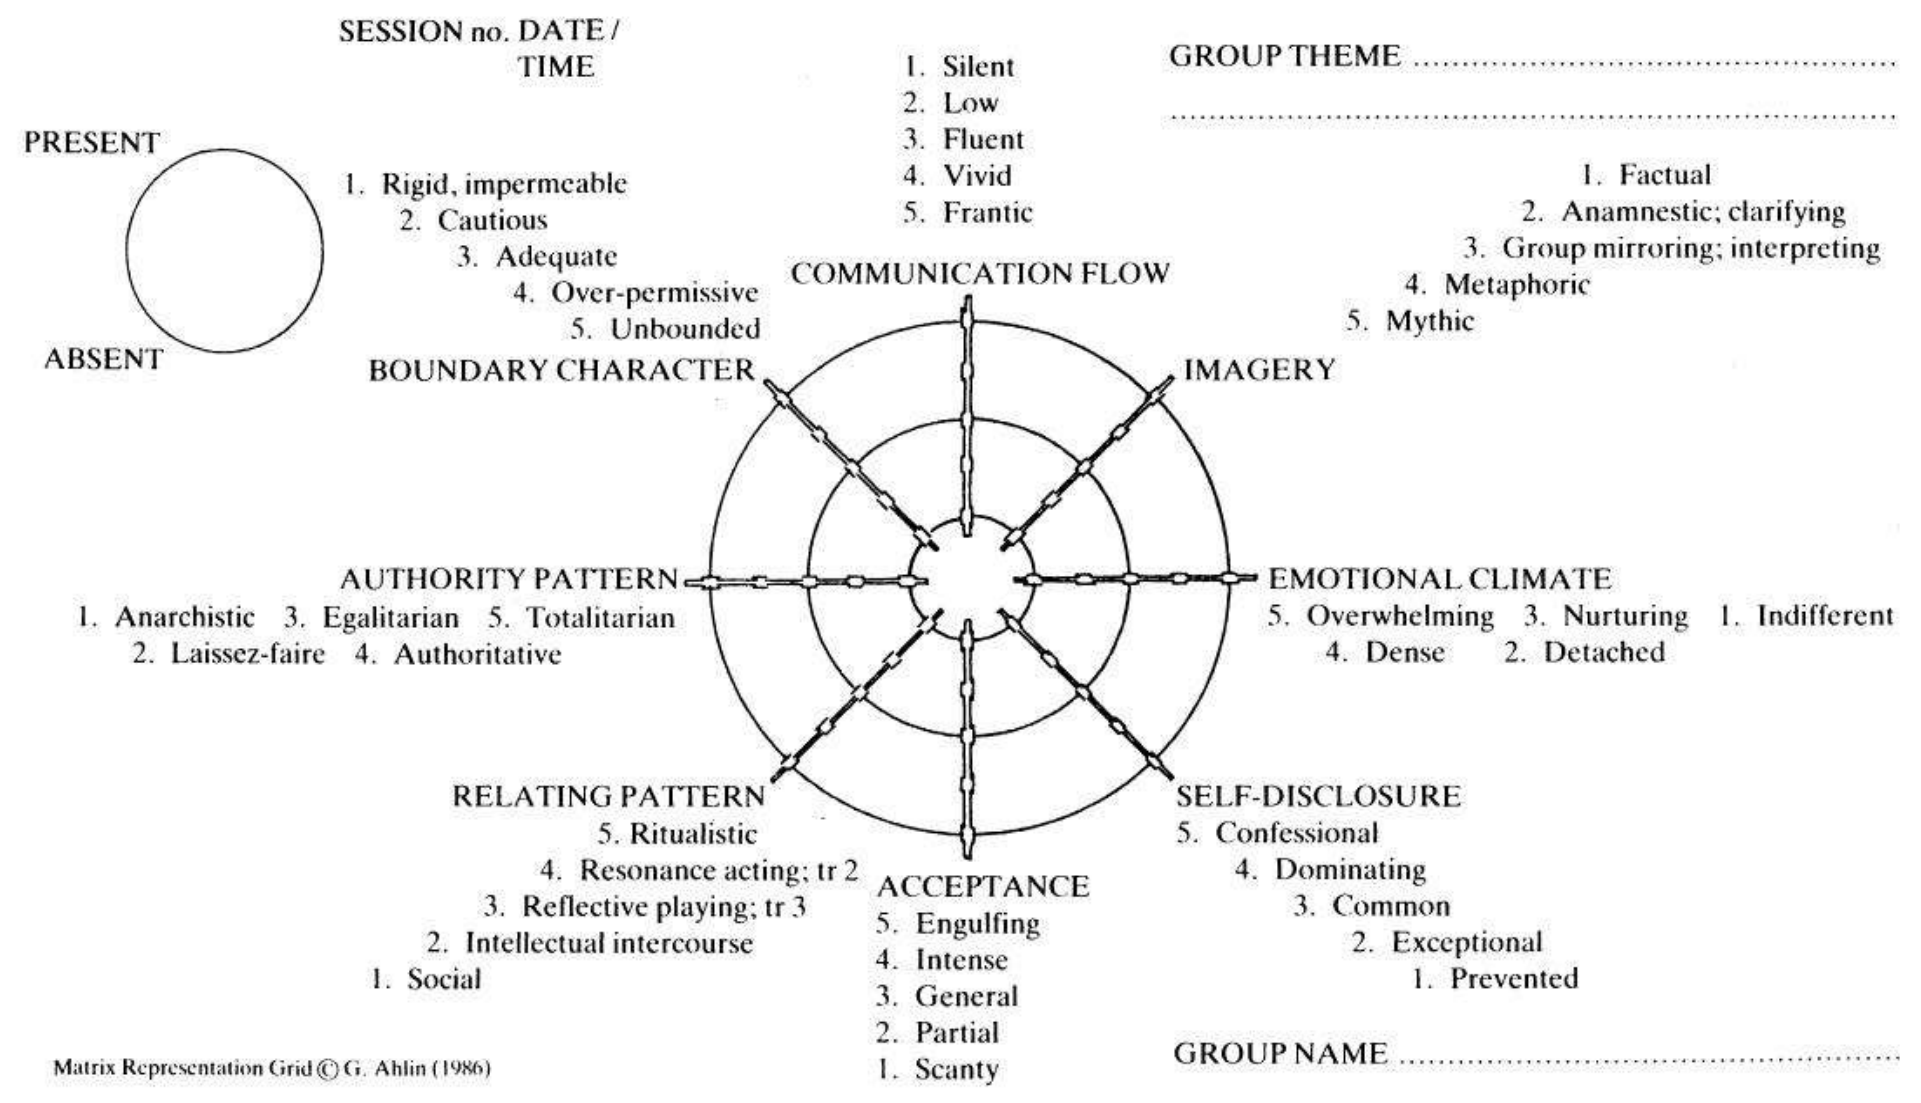 SESSION no. DATE /
TIME
GROUP THEME ....................
....................
PRESENT
ABSENT
1. Silent
2. Low
3. Fluent
4. Vivid
5. Frantic
COMMUNICATION FLOW
1. Rigid, impermeable
2. Cautious
3. Adequate
4. Over-permissive
5. Unbounded
BOUNDARY CHARACTER
1. Factual
2. Anamnestic; clarifying
3. Group mirroring; interpreting
4. Metaphoric
5. Mythic
IMAGERY
AUTHORITY PATTERN
1. Anarchistic 3. Egalitarian 5. Totalitarian
2. Laissez-faire 4. Authoritative
EMOTIONAL CLIMATE
5. Overwhelming 3. Nurturing 1. Indifferent
4. Dense 2. Detached
RELATING PATTERN
5. Ritualistic
4. Resonance acting; tr 2
3. Reflective playing; tr 3
2. Intellectual intercourse
1. Social
ACCEPTANCE
5. Engulfing
4. Intense
3. General
2. Partial
1. Scanty
SELF-DISCLOSURE
5. Confessional
4. Dominating
3. Common
2. Exceptional
1. Prevented
Matrix Representation Grid © G. Ahlin (1986)
GROUP NAME ....................